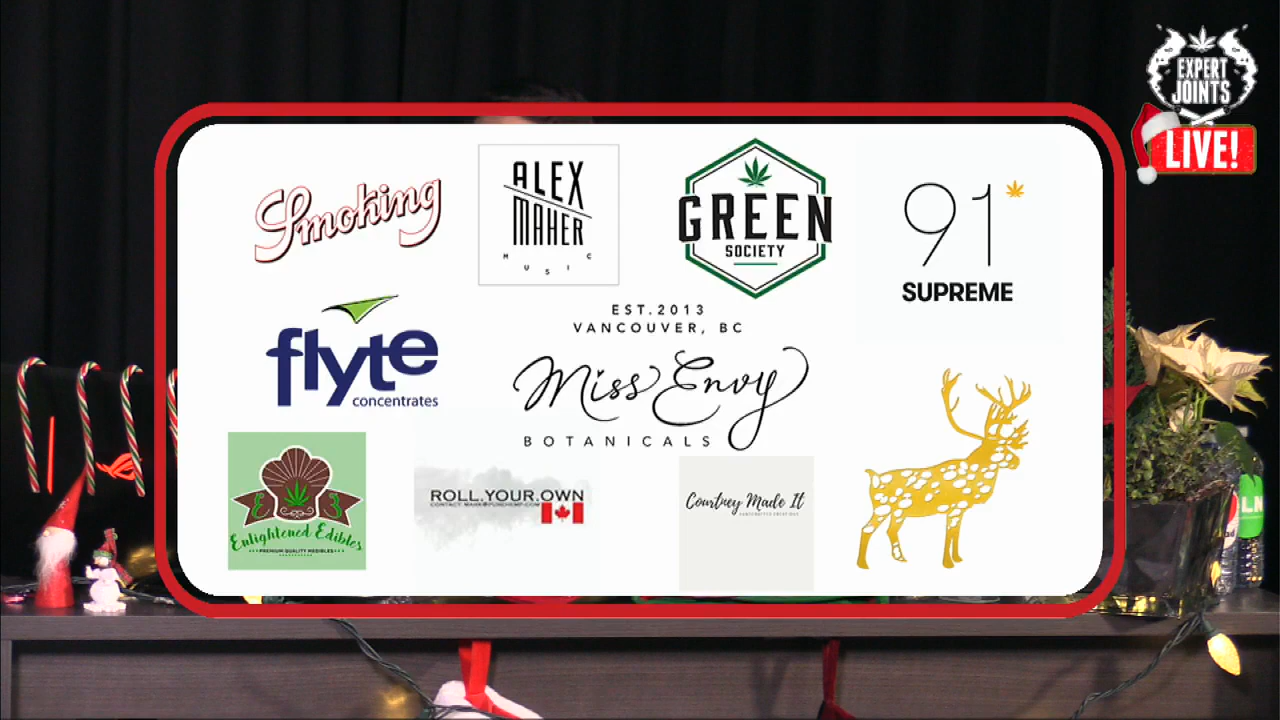 EXPERT
JOINTS
LIVE!
Smoking
ALEX
MAHER
MUSIC
GREEN
SOCIETY
91
SUPREME
flyte
concentrates
EST.2013
VANCOUVER, BC
Miss Envy
BOTANICALS
E E
Enlightened Edibles
PREMIUM QUALITY MEDIBLES
ROLL.YOUR.OWN
Courtney Made It
LN